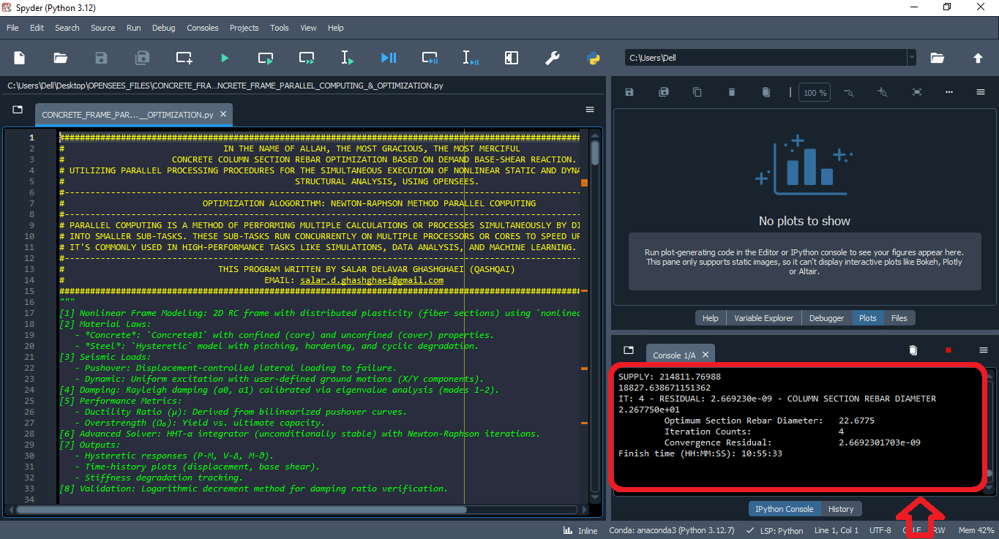 Spyder (Python 3.12)
File Edit Search Source Run Debug Consoles Projects Tools View Help
C:\Users\Dell
C:\Users\Dell\Desktop\OPENSEES_FILES\CONCRETE_FRA...NCRETE_FRAME_PARALLEL_COMPUTING_&_OPTIMIZATION.py
CONCRETE_FRAME_PAR...__OPTIMIZATION.py
1 ####################################################################################################
2 # IN THE NAME OF ALLAH, THE MOST GRACIOUS, THE MOST MERCIFUL
3 # CONCRETE COLUMN SECTION REBAR OPTIMIZATION BASED ON DEMAND BASE-SHEAR REACTION.
4 # UTILIZING PARALLEL PROCESSING PROCEDURES FOR THE SIMULTANEOUS EXECUTION OF NONLINEAR STATIC AND DYNA
5 # STRUCTURAL ANALYSIS, USING OPENSEES.
6 #----------------------------------------------------------------------------------------------------
7 # OPTIMIZATION ALOGORITHM: NEWTON-RAPHSON METHOD PARALLEL COMPUTING
8 #----------------------------------------------------------------------------------------------------
9 # PARALLEL COMPUTING IS A METHOD OF PERFORMING MULTIPLE CALCULATIONS OR PROCESSES SIMULTANEOUSLY BY DI
10 # INTO SMALLER SUB-TASKS. THESE SUB-TASKS RUN CONCURRENTLY ON MULTIPLE PROCESSORS OR CORES TO SPEED UP
11 # IT'S COMMONLY USED IN HIGH-PERFORMANCE TASKS LIKE SIMULATIONS, DATA ANALYSIS, AND MACHINE LEARNING.
12 #----------------------------------------------------------------------------------------------------
13 # THIS PROGRAM WRITTEN BY SALAR DELAVAR GHASHGHAEI (QASHQAI)
14 # EMAIL: salar.d.ghashghaei@gmail.com
15 ####################################################################################################
16 """
17 [1] Nonlinear Frame Modeling: 2D RC frame with distributed plasticity (fiber sections) using `nonlinea
18 [2] Material Laws:
19 - *Concrete*: `Concrete01` with confined (core) and unconfined (cover) properties.
20 - *Steel*: `Hysteretic` model with pinching, hardening, and cyclic degradation.
21 [3] Seismic Loads:
22 - Pushover: Displacement-controlled lateral loading to failure.
23 - Dynamic: Uniform excitation with user-defined ground motions (X/Y components).
24 [4] Damping: Rayleigh damping (a0, a1) calibrated via eigenvalue analysis (modes 1–2).
25 [5] Performance Metrics:
26 - Ductility Ratio (μ): Derived from bilinearized pushover curves.
27 - Overstrength (Ω₀): Yield vs. ultimate capacity.
28 [6] Advanced Solver: HHT-α integrator (unconditionally stable) with Newton-Raphson iterations.
29 [7] Outputs:
30 - Hysteretic responses (P-M, V-Δ, M-θ).
31 - Time-history plots (displacement, base shear).
32 - Stiffness degradation tracking.
33 [8] Validation: Logarithmic decrement method for damping ratio verification.
34
100 %
No plots to show
Run plot-generating code in the Editor or IPython console to see your figures appear here.
This pane only supports static images, so it can't display interactive plots like Bokeh, Plotly
or Altair.
Help Variable Explorer Debugger Plots Files
Console 1/A
SUPPLY: 214811.76988
18827.638671151362
IT: 4 - RESIDUAL: 2.669230e-09 - COLUMN SECTION REBAR DIAMETER
2.267750e+01
Optimum Section Rebar Diameter: 22.6775
Iteration Counts: 4
Convergence Residual: 2.6692301703e-09
Finish time (HH:MM:SS): 10:55:33
IPython Console History
Inline Conda: anaconda3 (Python 3.12.7) LSP: Python Line 1, Col 1 UTF-8 RW Mem 42%